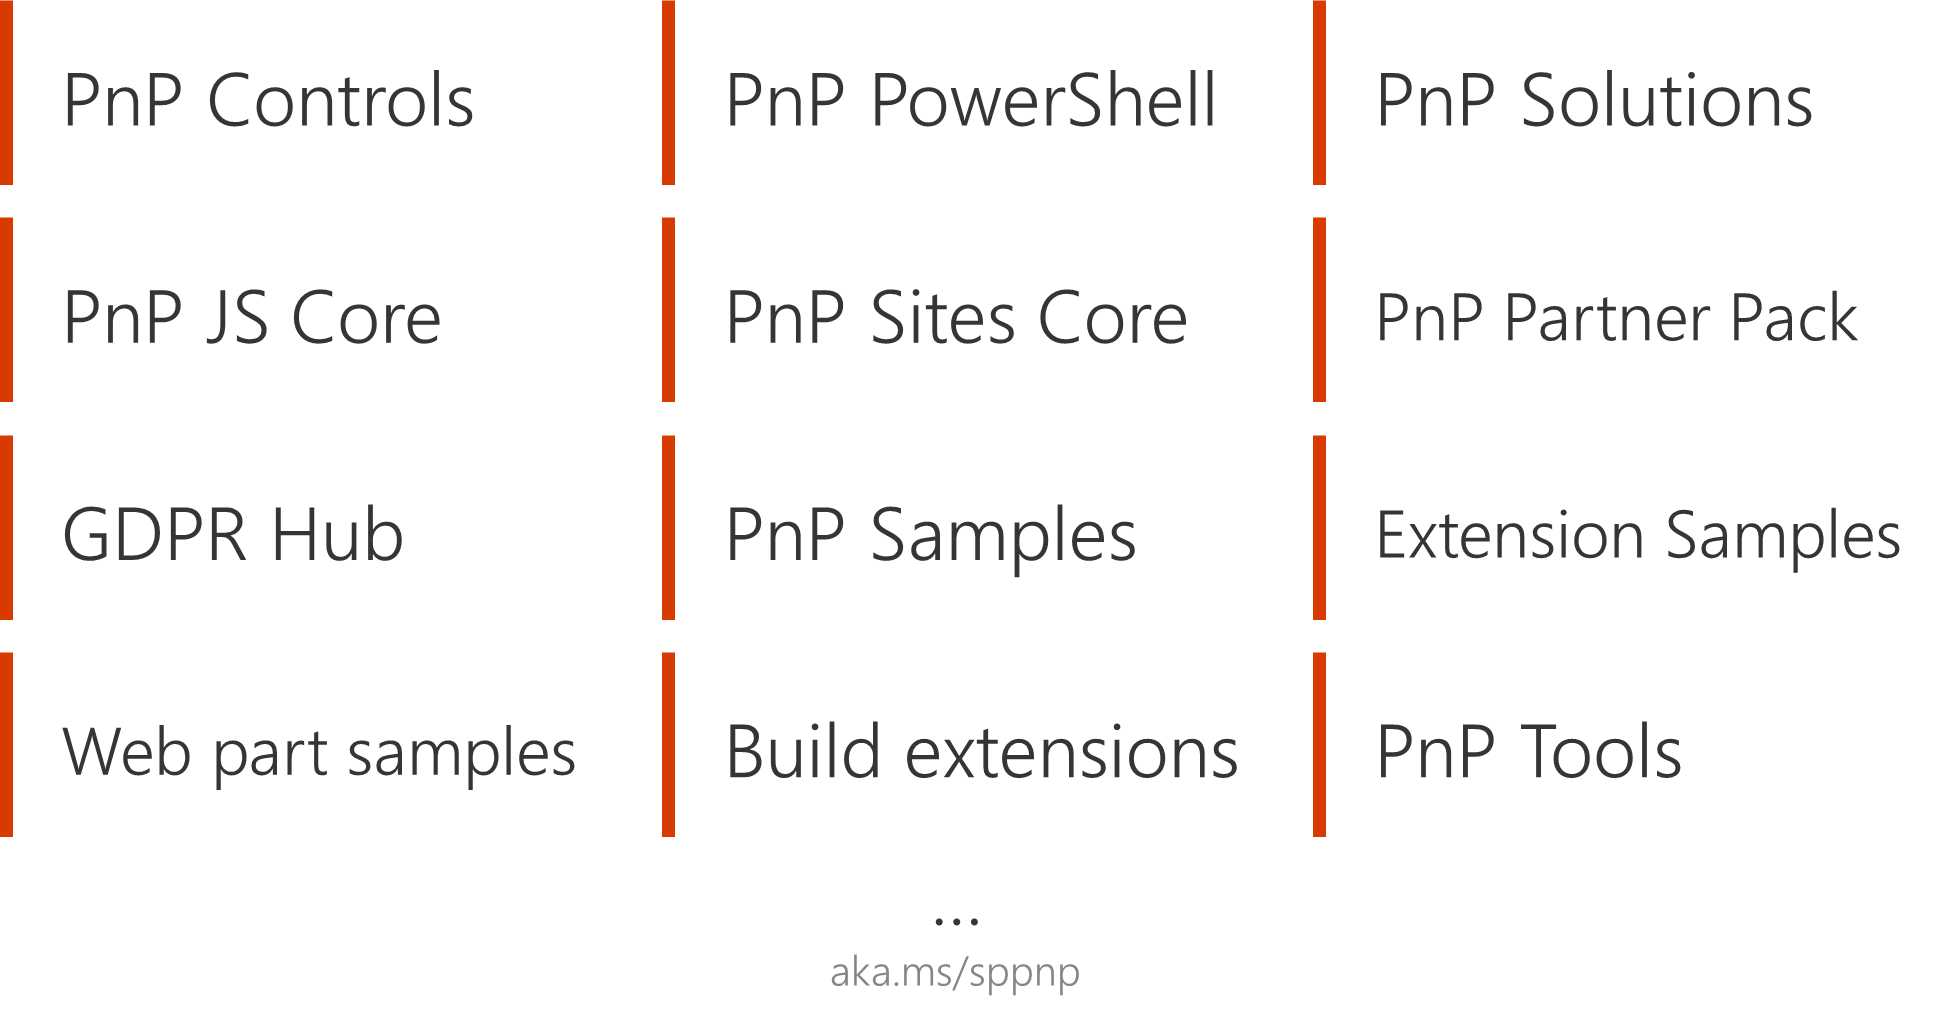 PnP Controls
PnP PowerShell
PnP Solutions
PnP JS Core
PnP Sites Core
PnP Partner Pack
GDPR Hub
PnP Samples
Extension Samples
Web part samples
Build extensions
PnP Tools
...
aka.ms/sppnp